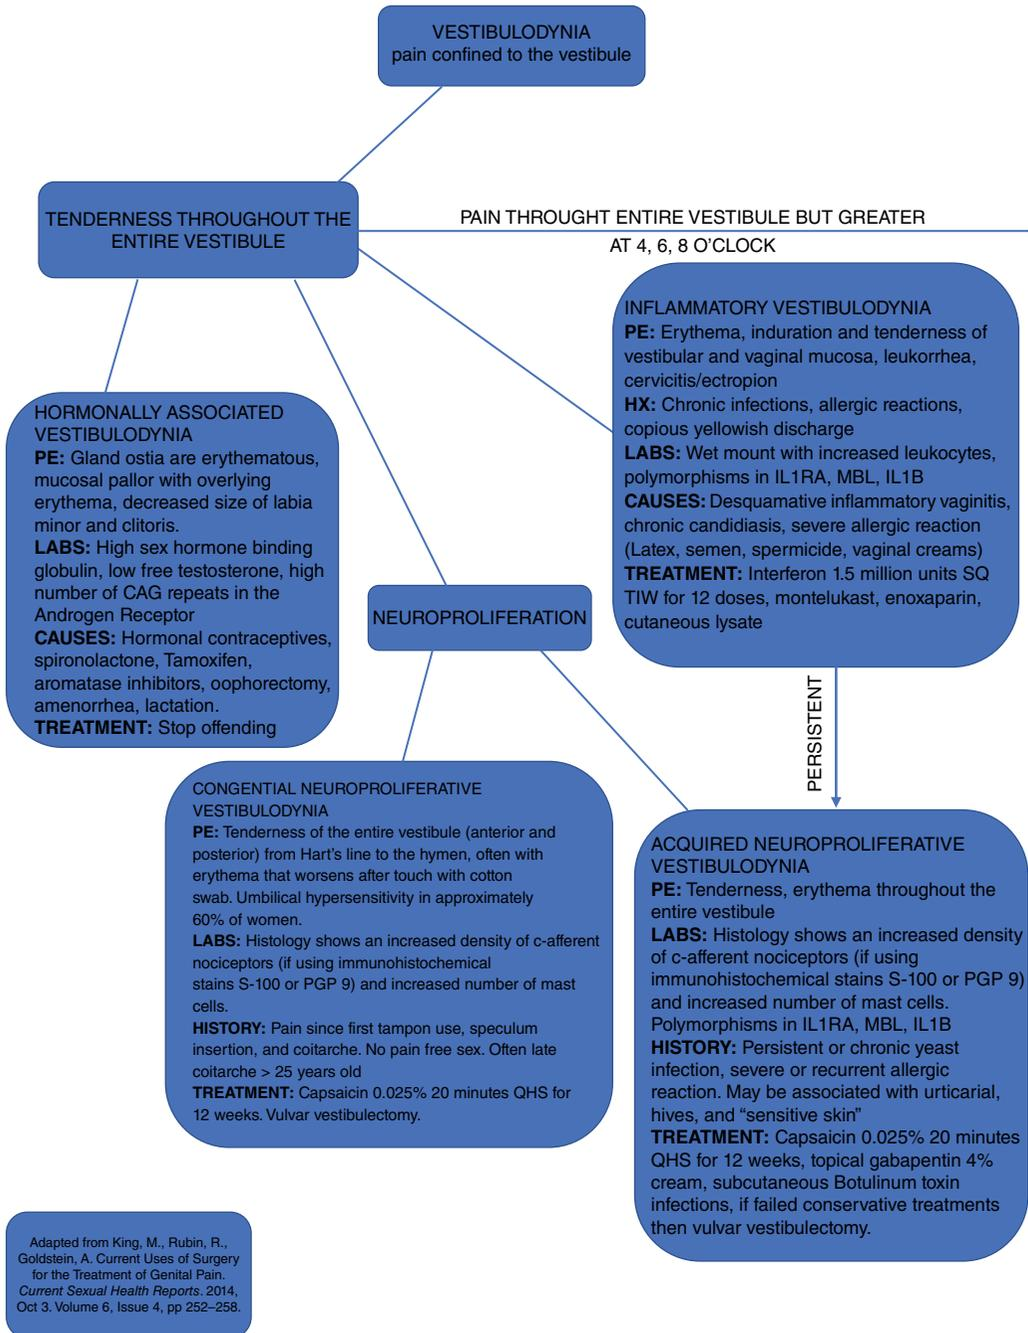 VESTIBULODYNIA
pain confined to the vestibule
TENDERNESS THROUGHOUT THE
ENTIRE VESTIBULE
PAIN THROUGHT ENTIRE VESTIBULE BUT GREATER
AT 4, 6, 8 O'CLOCK
INFLAMMATORY VESTIBULODYNIA
PE: Erythema, induration and tenderness of
vestibular and vaginal mucosa, leukorrhea,
cervicitis/ectropion
HX: Chronic infections, allergic reactions,
copious yellowish discharge
LABS: Wet mount with increased leukocytes,
polymorphisms in IL1RA, MBL, IL1B
CAUSES: Desquamative inflammatory vaginitis,
chronic candidiasis, severe allergic reaction
(Latex, semen, spermicide, vaginal creams)
TREATMENT: Interferon 1.5 million units SQ
TIW for 12 doses, montelukast, enoxaparin,
cutaneous lysate
HORMONALLY ASSOCIATED
VESTIBULODYNIA
PE: Gland ostia are erythematous,
mucosal pallor with overlying
erythema, decreased size of labia
minor and clitoris.
LABS: High sex hormone binding
globulin, low free testosterone, high
number of CAG repeats in the
Androgen Receptor
CAUSES: Hormonal contraceptives,
spironolactone, Tamoxifen,
aromatase inhibitors, oophorectomy,
amenorrhea, lactation.
TREATMENT: Stop offending
NEUROPROLIFERATION
PERSISTENT
CONGENTIAL NEUROPROLIFERATIVE
VESTIBULODYNIA
PE: Tenderness of the entire vestibule (anterior and
posterior) from Hart's line to the hymen, often with
erythema that worsens after touch with cotton
swab. Umbilical hypersensitivity in approximately
60% of women.
LABS: Histology shows an increased density of c-afferent
nociceptors (if using immunohistochemical
stains S-100 or PGP 9) and increased number of mast
cells.
HISTORY: Pain since first tampon use, speculum
insertion, and coitarche. No pain free sex. Often late
coitarche > 25 years old
TREATMENT: Capsaicin 0.025% 20 minutes QHS for
12 weeks. Vulvar vestibulectomy.
ACQUIRED NEUROPROLIFERATIVE
VESTIBULODYNIA
PE: Tenderness, erythema throughout the
entire vestibule
LABS: Histology shows an increased density
of c-afferent nociceptors (if using
immunohistochemical stains S-100 or PGP 9)
and increased number of mast cells.
Polymorphisms in IL1RA, MBL, IL1B
HISTORY: Persistent or chronic yeast
infection, severe or recurrent allergic
reaction. May be associated with urticarial,
hives, and “sensitive skin”
TREATMENT: Capsaicin 0.025% 20 minutes
QHS for 12 weeks, topical gabapentin 4%
cream, subcutaneous Botulinum toxin
infections, if failed conservative treatments
then vulvar vestibulectomy.
Adapted from King, M., Rubin, R.,
Goldstein, A. Current Uses of Surgery
for the Treatment of Genital Pain.
Current Sexual Health Reports. 2014,
Oct 3. Volume 6, Issue 4, pp 252–258.